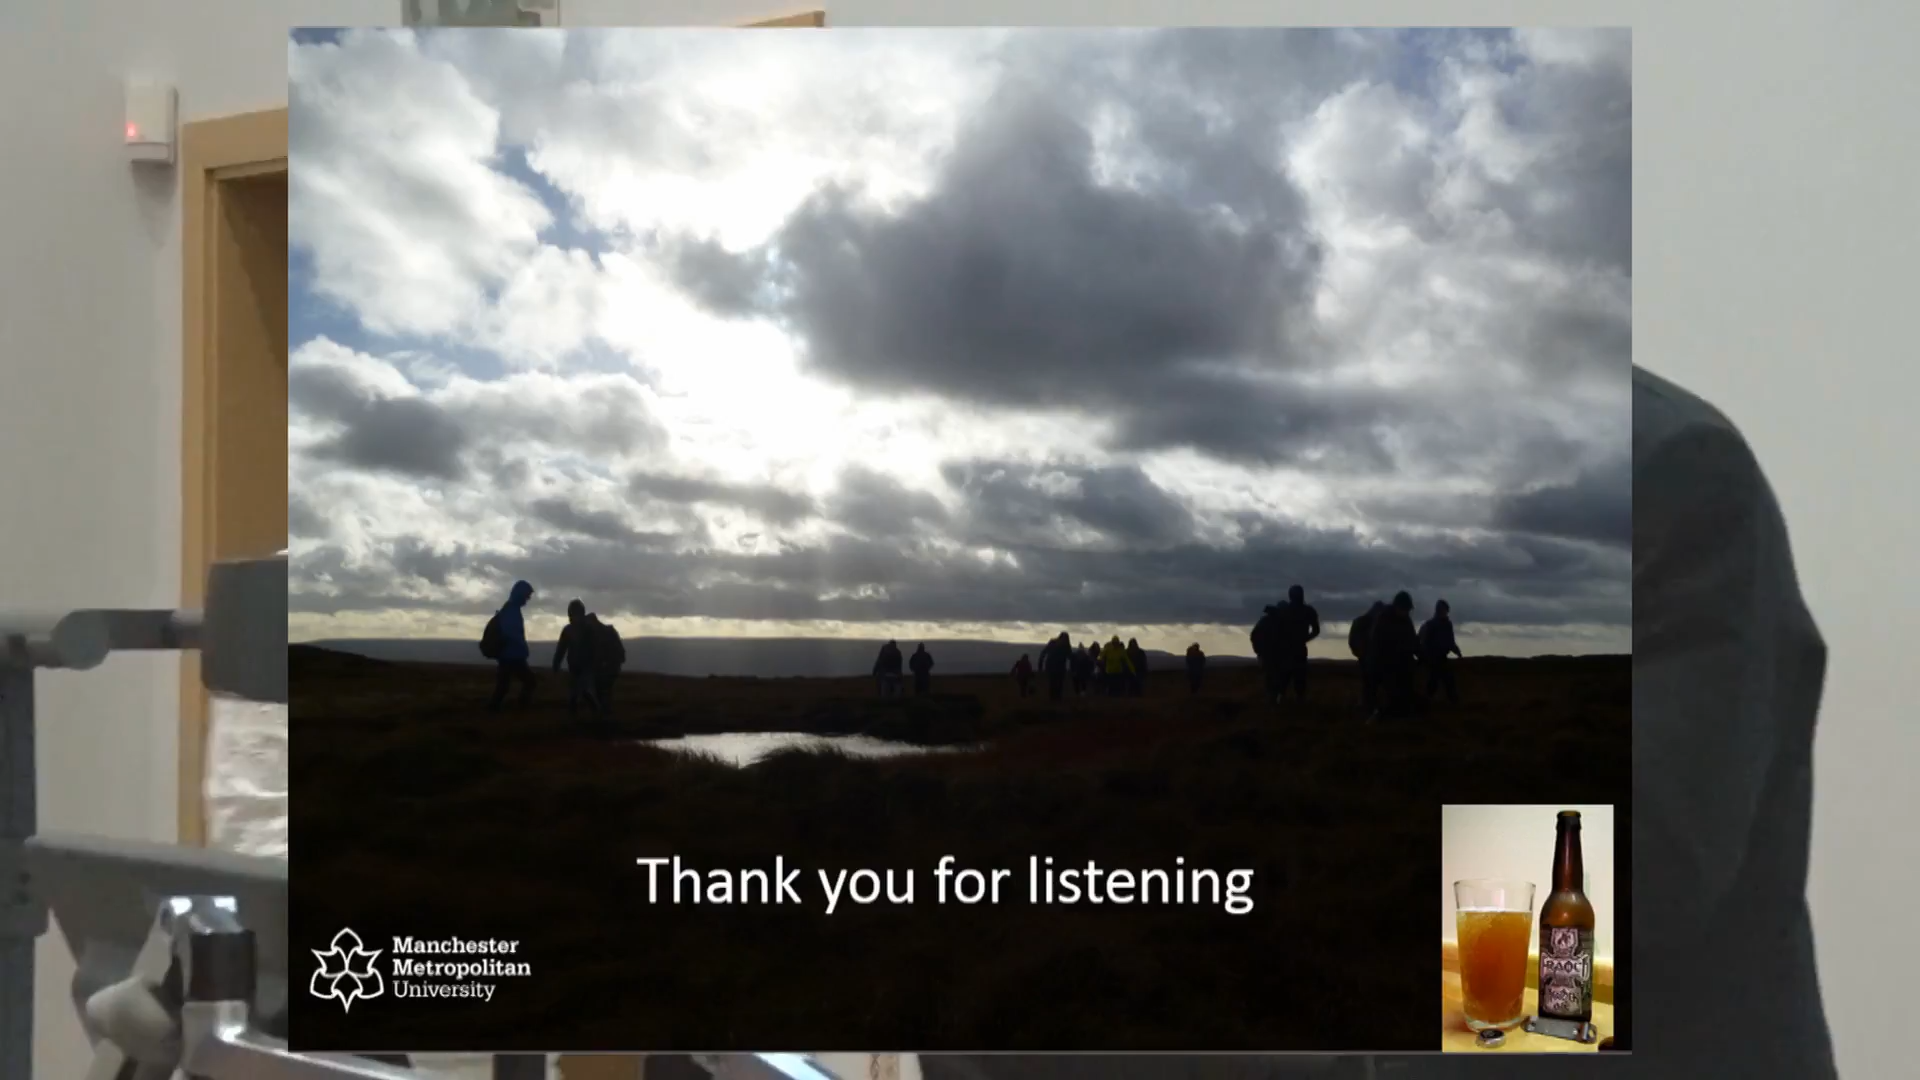 Thank you for listening
Manchester
Metropolitan
University